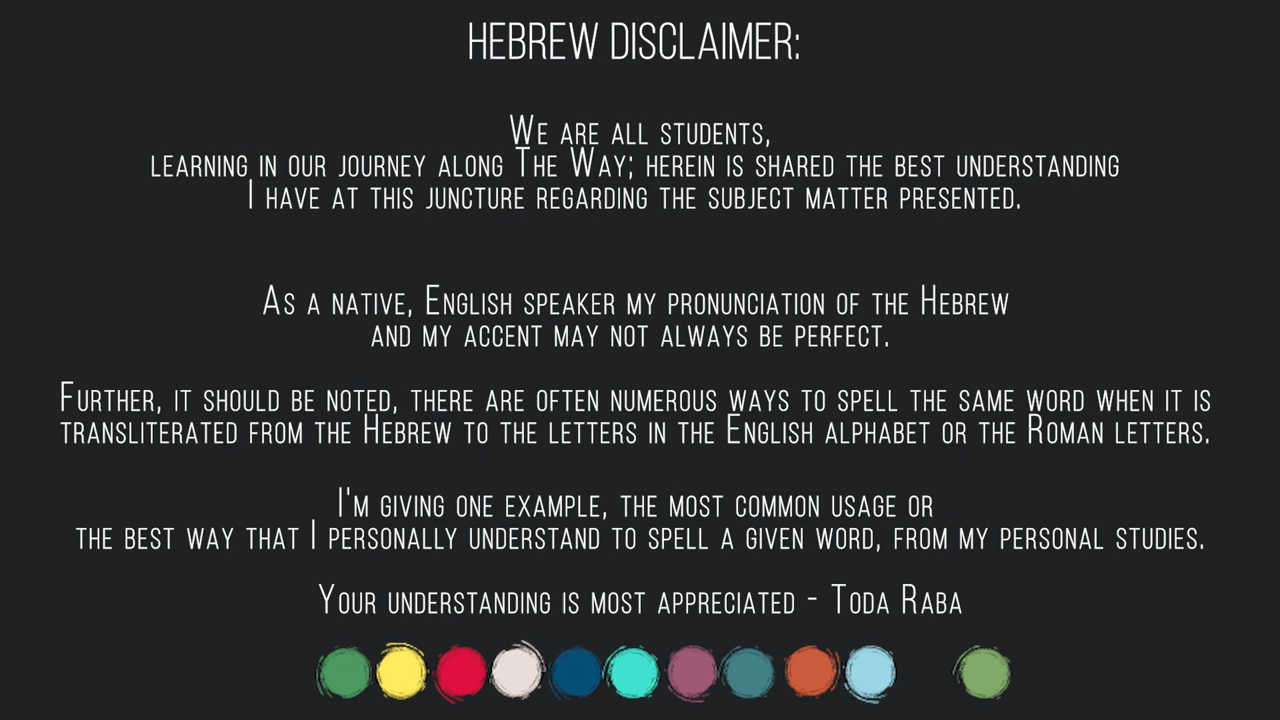 HEBREW DISCLAIMER:
WE ARE ALL STUDENTS,
LEARNING IN OUR JOURNEY ALONG THE WAY; HEREIN IS SHARED THE BEST UNDERSTANDING
I HAVE AT THIS JUNCTURE REGARDING THE SUBJECT MATTER PRESENTED.
AS A NATIVE, ENGLISH SPEAKER MY PRONUNCIATION OF THE HEBREW
AND MY ACCENT MAY NOT ALWAYS BE PERFECT.
FURTHER, IT SHOULD BE NOTED, THERE ARE OFTEN NUMEROUS WAYS TO SPELL THE SAME WORD WHEN IT IS
TRANSLITERATED FROM THE HEBREW TO THE LETTERS IN THE ENGLISH ALPHABET OR THE ROMAN LETTERS.
I'M GIVING ONE EXAMPLE, THE MOST COMMON USAGE OR
THE BEST WAY THAT I PERSONALLY UNDERSTAND TO SPELL A GIVEN WORD, FROM MY PERSONAL STUDIES.
YOUR UNDERSTANDING IS MOST APPRECIATED - TODA RABA